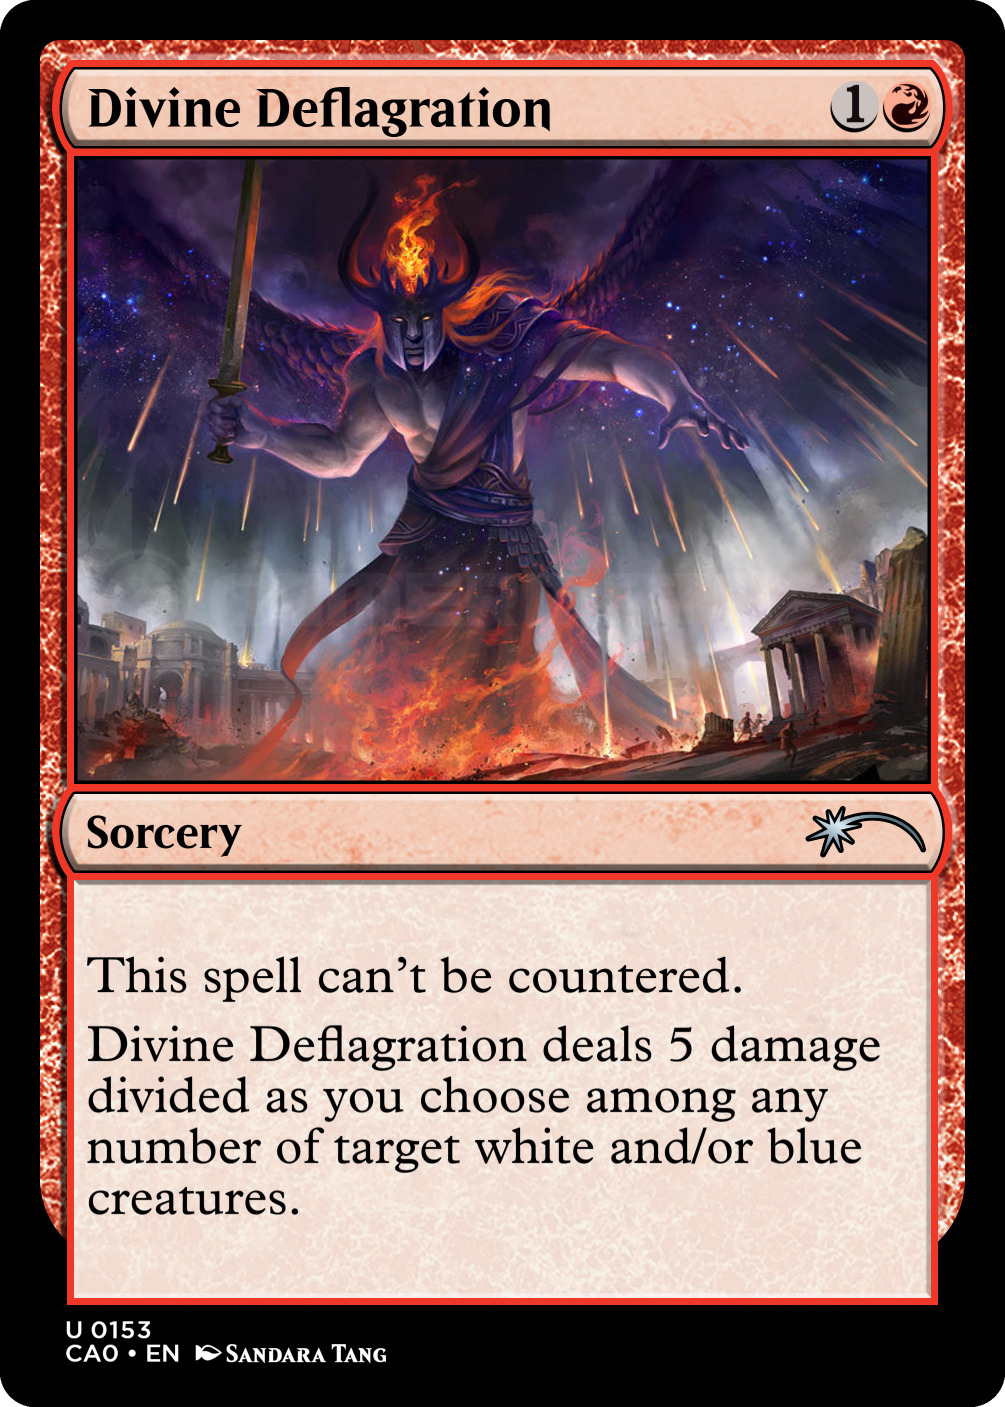 Divine Deflagration 1
Sorcery
This spell can't be countered.
Divine Deflagration deals 5 damage
divided as you choose among any
number of target white and/or blue
creatures.
U 0153
CAO • EN SANDARA TANG